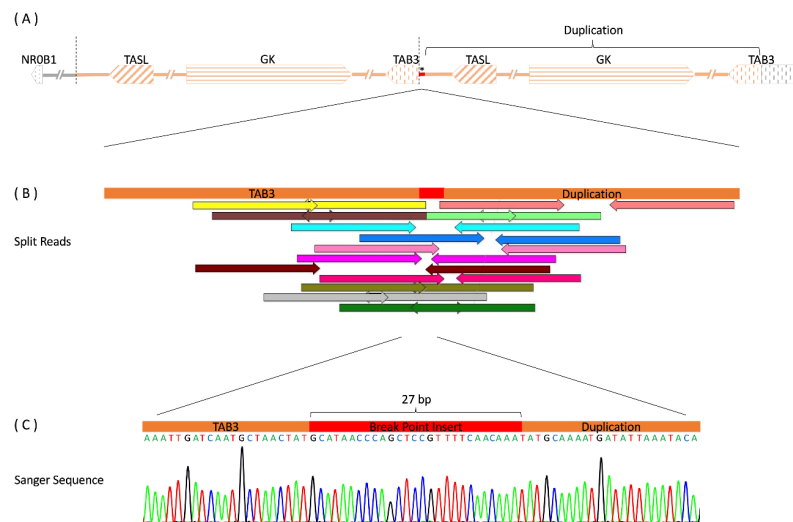 ( A )
Duplication
NR0B1 TASL GK TAB3 TASL GK TAB3
( B )
TAB3 Duplication
Split Reads
27 bp
( C )
TAB3 Break Point Insert Duplication
AAATTGATCAATGCTAACTATGCATAACCCAGCTCCGTTTTCAACAAATATGCAAAATGATATTAAATACA
Sanger Sequence